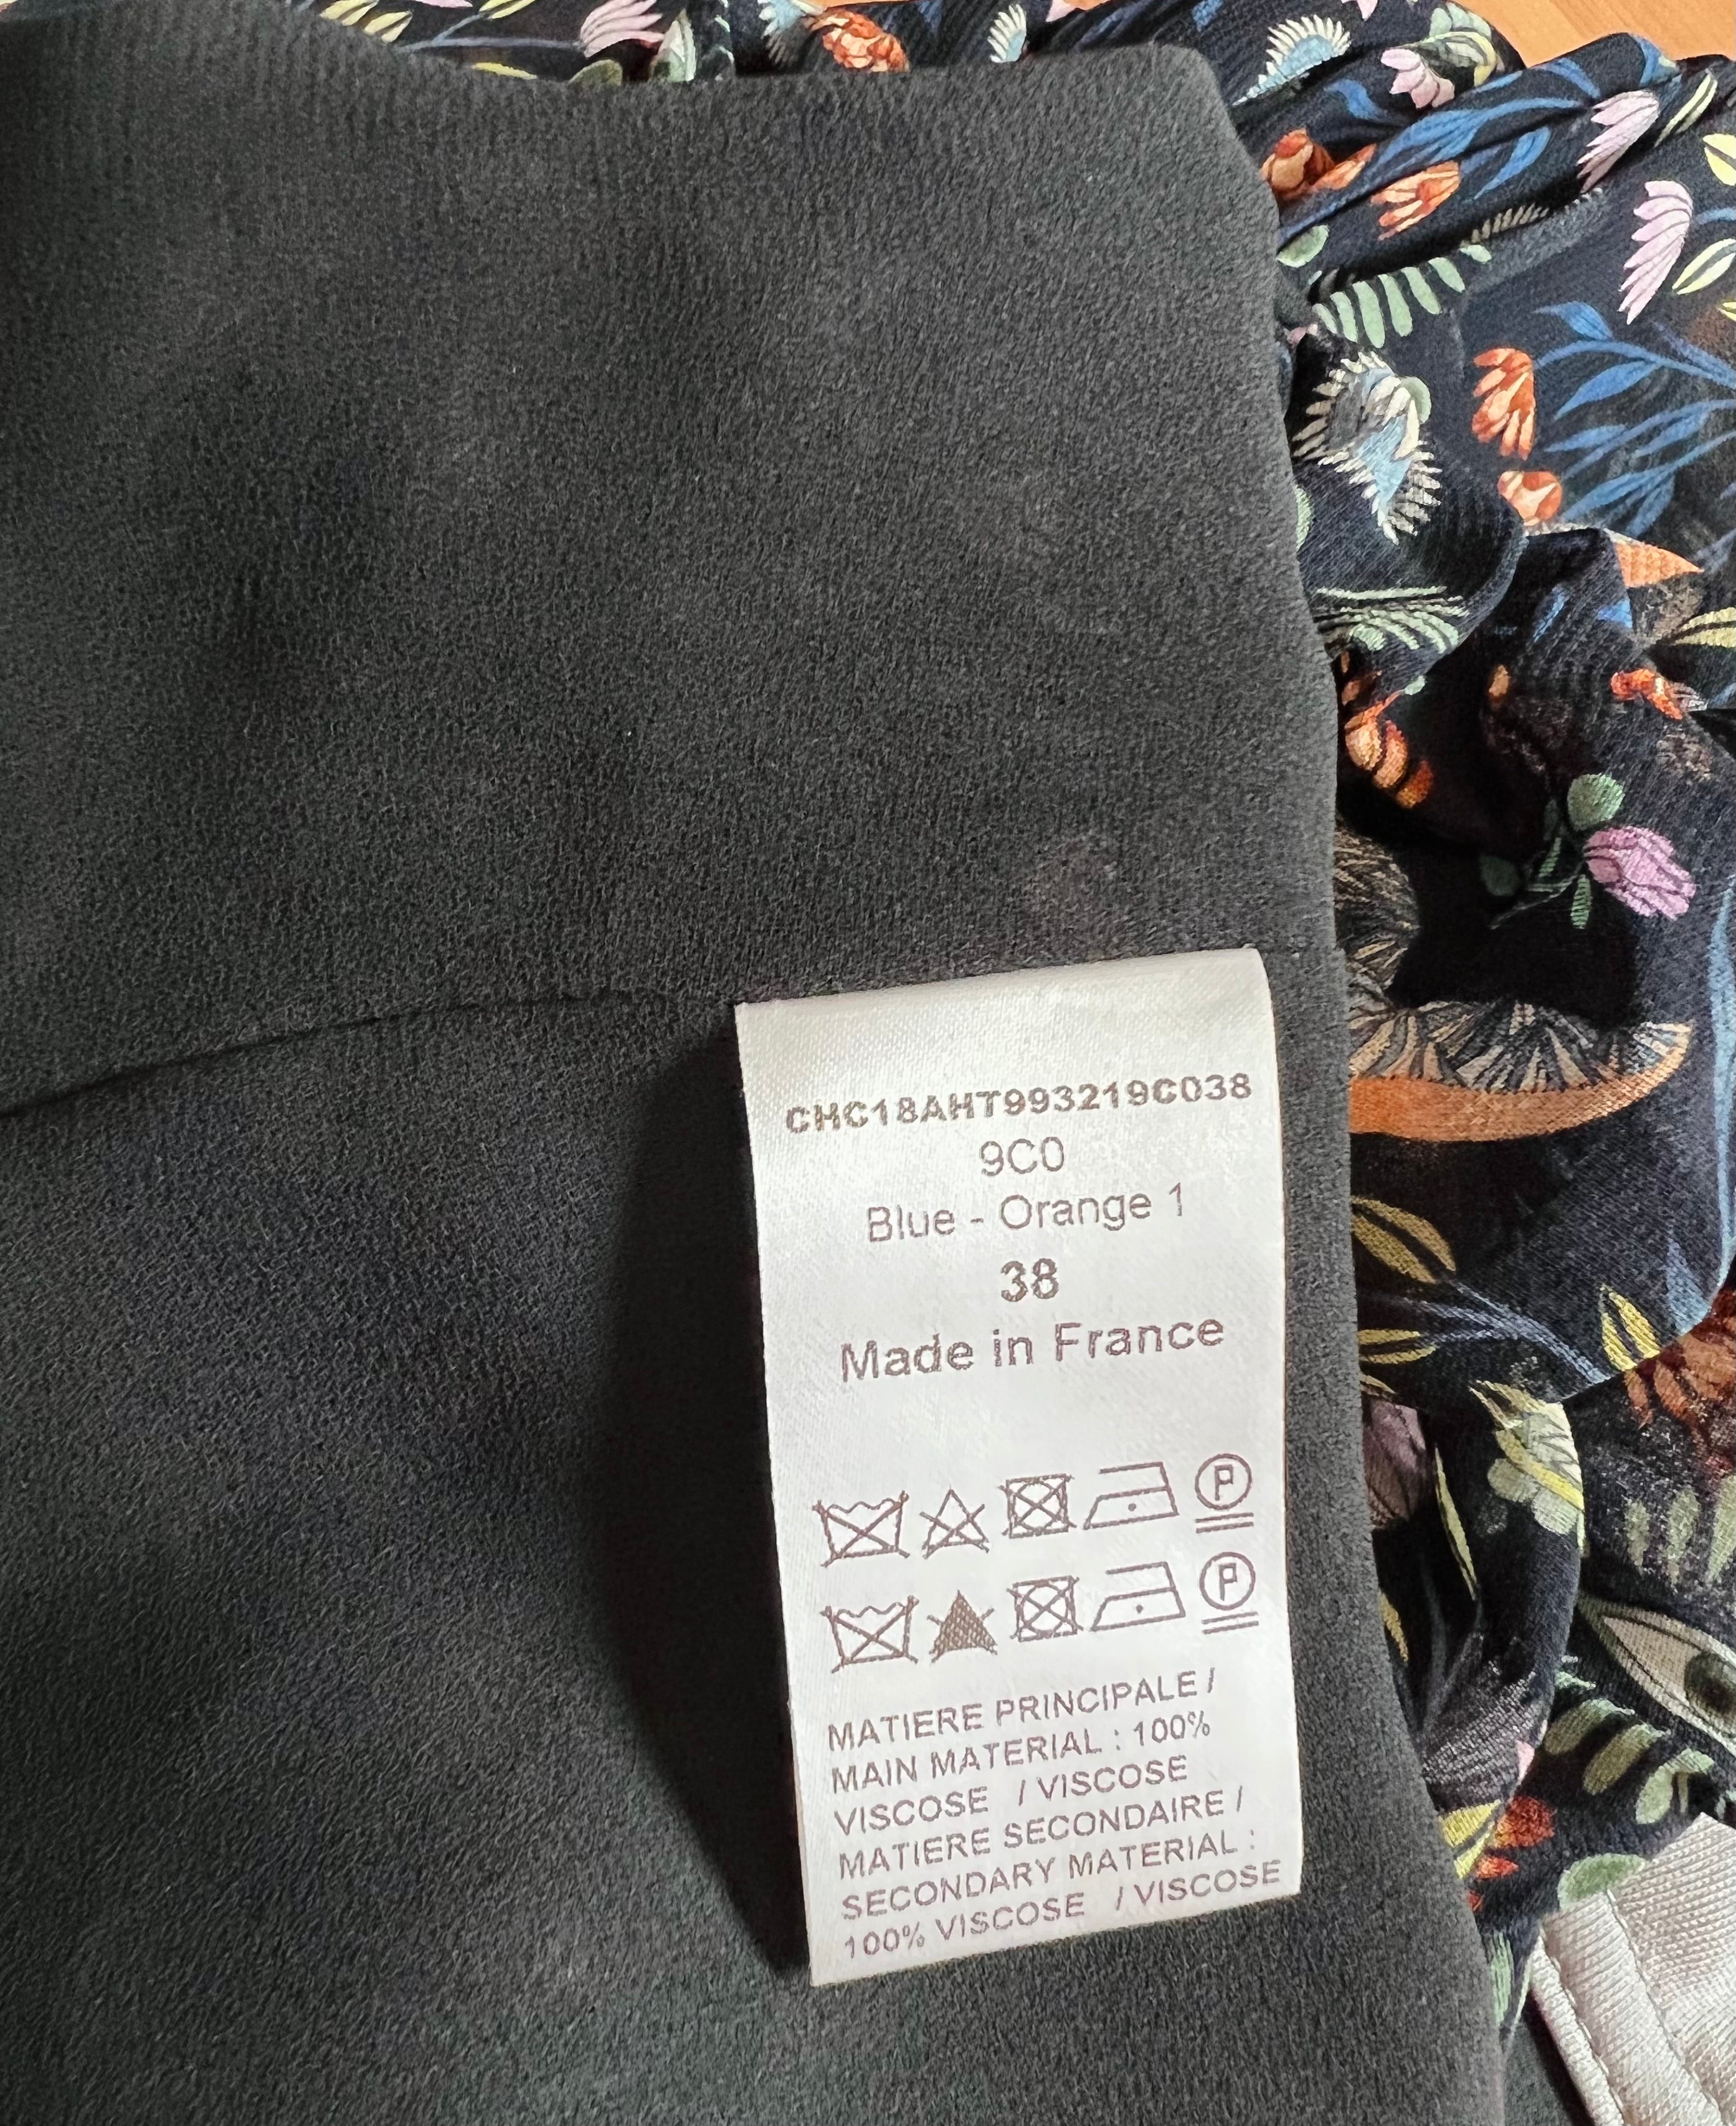 CHC18AHT993219C038
9C0
Blue - Orange 1
38
Made in France
P
P
MATIERE PRINCIPALE /
MAIN MATERIAL : 100%
VISCOSE / VISCOSE
MATIERE SECONDAIRE /
SECONDARY MATERIAL :
100% VISCOSE / VISCOSE